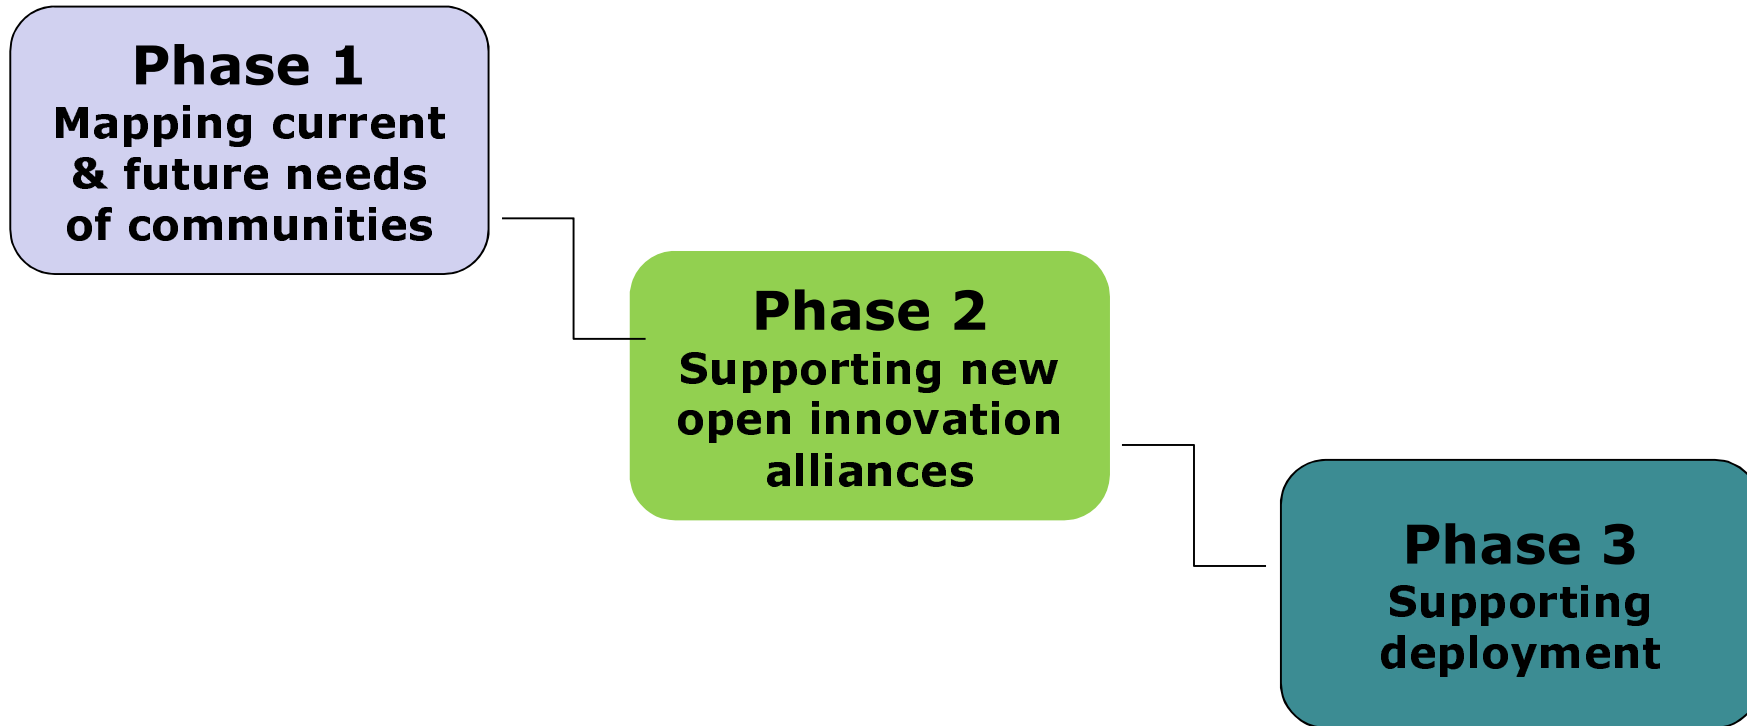 Phase 1
Mapping current
& future needs
of communities
Phase 2
Supporting new
open innovation
alliances
Phase 3
Supporting
deployment